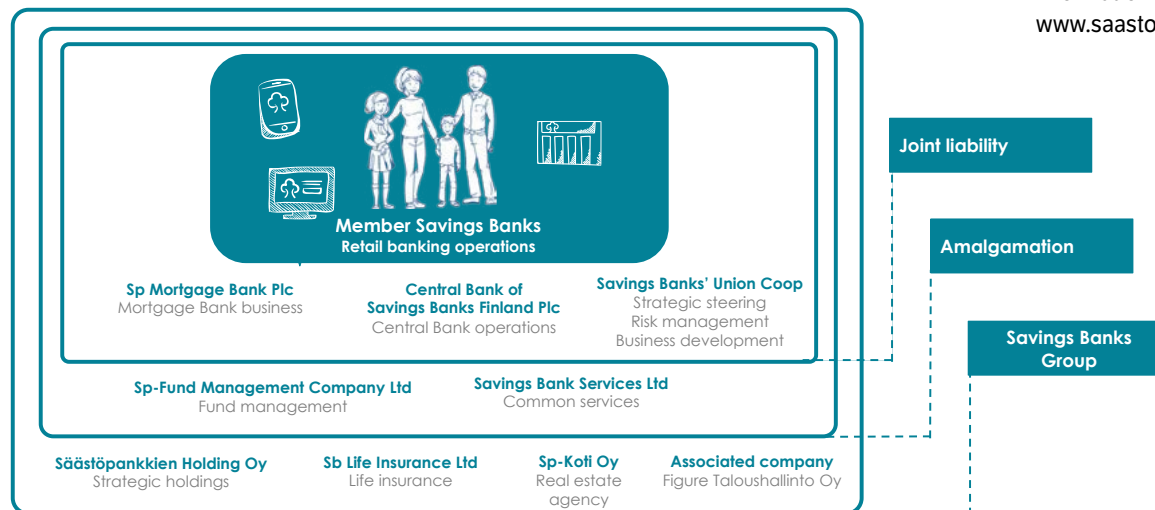 www.saasto
Joint liability
Amalgamation
Savings Banks
Group
Member Savings Banks
Retail banking operations
Sp Mortgage Bank Plc
Mortgage Bank business
Central Bank of
Savings Banks Finland Plc
Central Bank operations
Savings Banks' Union Coop
Strategic steering
Risk management
Business development
Sp-Fund Management Company Ltd
Fund management
Savings Bank Services Ltd
Common services
Säästöpankkien Holding Oy
Strategic holdings
Sb Life Insurance Ltd
Life insurance
Sp-Koti Oy
Real estate
agency
Associated company
Figure Taloushallinto Oy